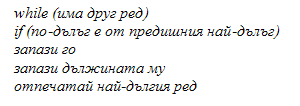 while (има друг ред)
if (по-дълъг е от предишния най-дълъг)
запази го
запази дължината му
отпечатай най-дългия ред